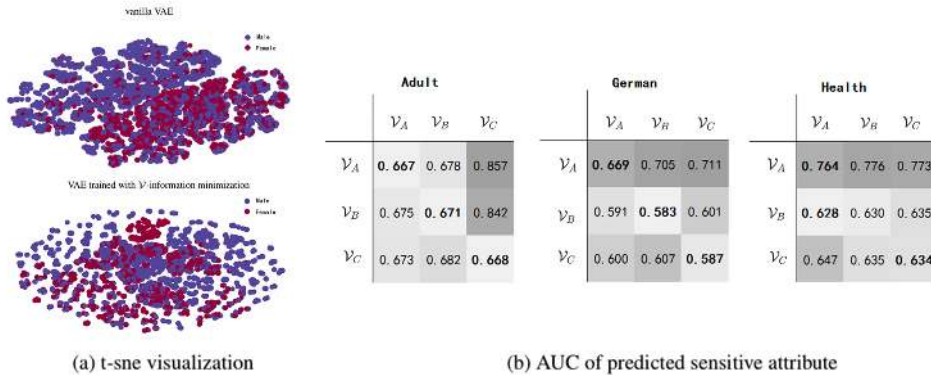 vanilla VAE
Male
Female
VAE trained with 𝒱-information minimization
Male
Female
(a) t-sne visualization
Adult
𝒱_A 𝒱_B 𝒱_C
𝒱_A 0.667 0.678 0.857
𝒱_B 0.675 0.671 0.842
𝒱_C 0.673 0.682 0.668
German
𝒱_A 𝒱_B 𝒱_C
𝒱_A 0.669 0.705 0.711
𝒱_B 0.591 0.583 0.601
𝒱_C 0.600 0.607 0.587
Health
𝒱_A 𝒱_B 𝒱_C
𝒱_A 0.764 0.776 0.773
𝒱_B 0.628 0.630 0.635
𝒱_C 0.647 0.635 0.634
(b) AUC of predicted sensitive attribute